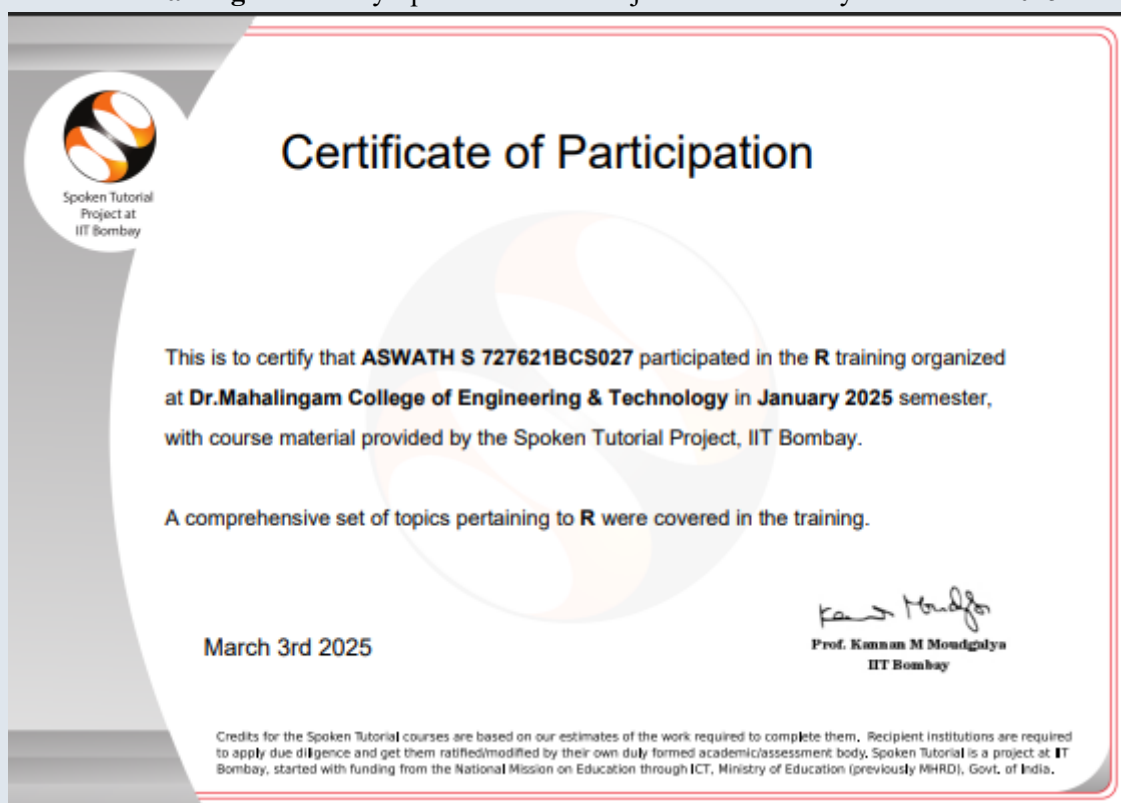 Spoken Tutorial
Project at
IIT Bombay
Certificate of Participation
This is to certify that ASWATH S 727621BCS027 participated in the R training organized
at Dr.Mahalingam College of Engineering & Technology in January 2025 semester,
with course material provided by the Spoken Tutorial Project, IIT Bombay.
A comprehensive set of topics pertaining to R were covered in the training.
March 3rd 2025
Prof. Kannan M Moudgalya
IIT Bombay
Credits for the Spoken Tutorial courses are based on our estimates of the work required to complete them. Recipient institutions are required
to apply due diligence and get them ratified/modified by their own duly formed academic/assessment body. Spoken Tutorial is a project at IIT
Bombay, started with funding from the National Mission on Education through ICT, Ministry of Education (previously MHRD), Govt. of India.